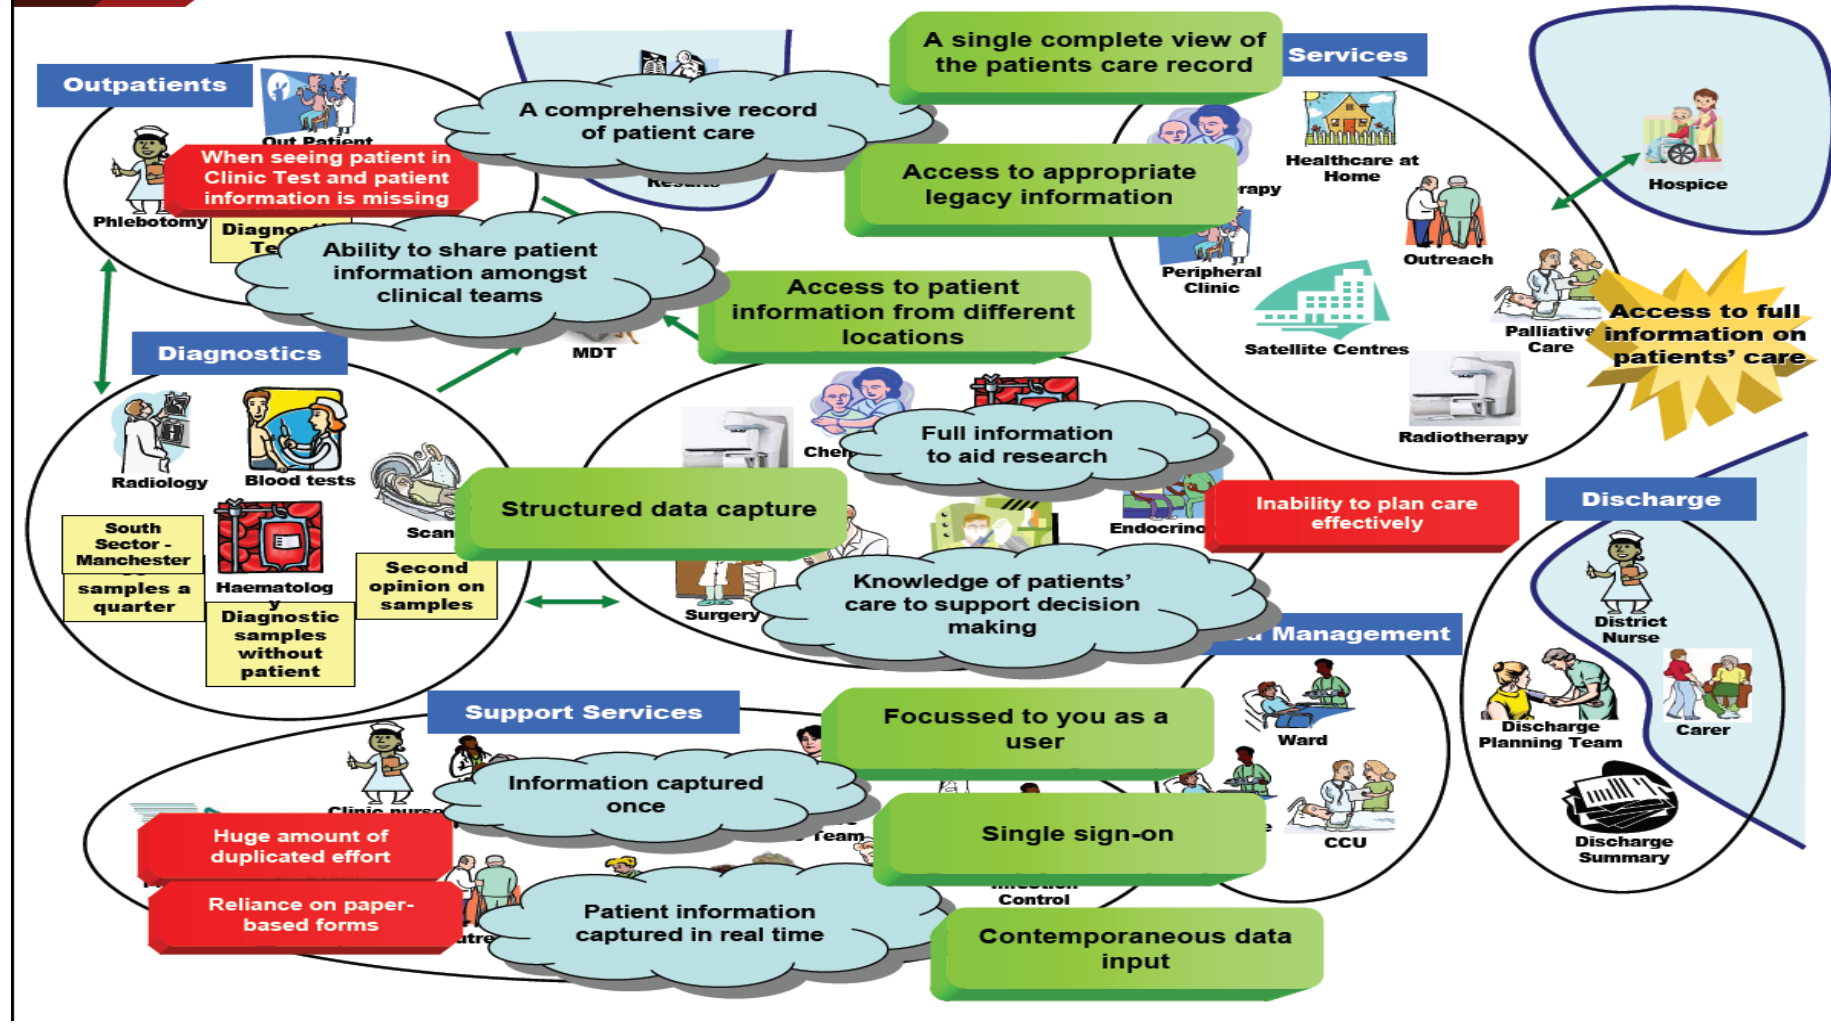 Outpatients
Out Patient
Phlebotomy
When seeing patient in
Clinic Test and patient
information is missing
A comprehensive record
of patient care
Results
A single complete view of
the patients care record
Services
Access to appropriate
legacy information
Healthcare at
Home
Outreach
Peripheral
Clinic
Satellite Centres
Palliative
Care
Radiotherapy
Hospice
Access to full
information on
patients' care
Ability to share patient
information amongst
clinical teams
Access to patient
information from different
locations
MDT
Diagnostics
Radiology
Blood tests
South
Sector -
Manchester
samples a
quarter
Haematolog
y
Diagnostic
samples
without
patient
Second
opinion on
samples
Structured data capture
Full information
to aid research
Surgery
Knowledge of patients'
care to support decision
making
Inability to plan care
effectively
Discharge
District
Nurse
Discharge
Planning Team
Carer
Discharge
Summary
Management
Ward
CCU
Support Services
Clinic nurse
Team
Focussed to you as a
user
Information captured
once
Huge amount of
duplicated effort
Single sign-on
Reliance on paper-
based forms
Patient information
captured in real time
Infection
Control
Contemporaneous data
input